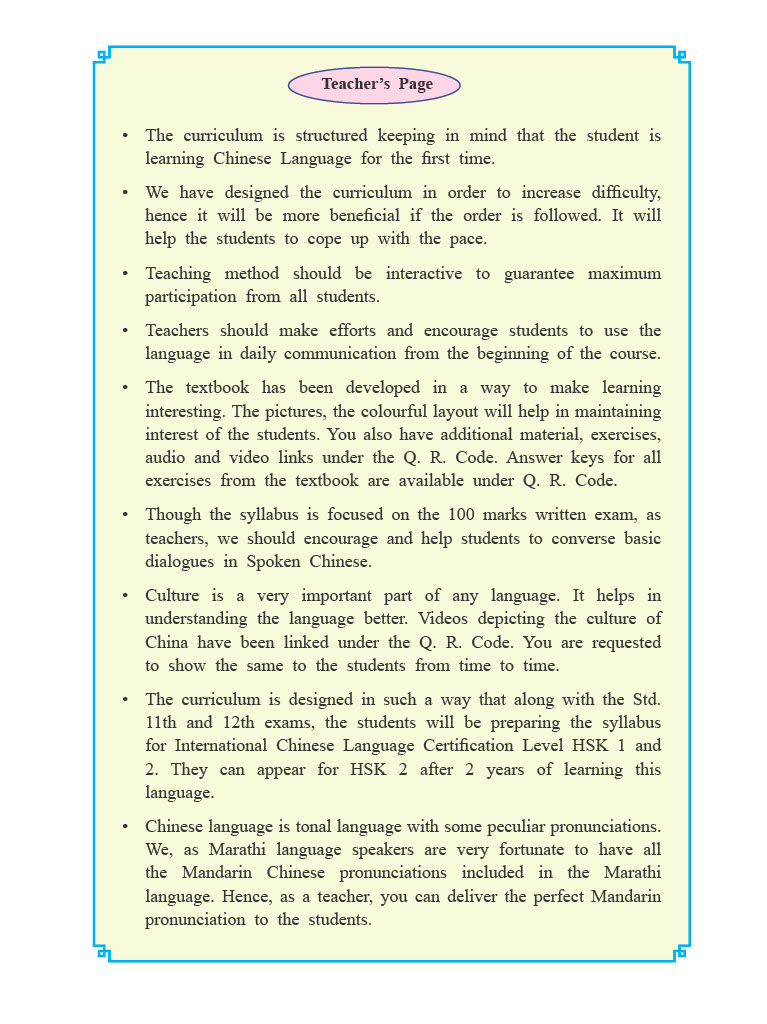 Teacher's Page
• The curriculum is structured keeping in mind that the student is
learning Chinese Language for the first time.
• We have designed the curriculum in order to increase difficulty,
hence it will be more beneficial if the order is followed. It will
help the students to cope up with the pace.
• Teaching method should be interactive to guarantee maximum
participation from all students.
• Teachers should make efforts and encourage students to use the
language in daily communication from the beginning of the course.
• The textbook has been developed in a way to make learning
interesting. The pictures, the colourful layout will help in maintaining
interest of the students. You also have additional material, exercises,
audio and video links under the Q. R. Code. Answer keys for all
exercises from the textbook are available under Q. R. Code.
• Though the syllabus is focused on the 100 marks written exam, as
teachers, we should encourage and help students to converse basic
dialogues in Spoken Chinese.
• Culture is a very important part of any language. It helps in
understanding the language better. Videos depicting the culture of
China have been linked under the Q. R. Code. You are requested
to show the same to the students from time to time.
• The curriculum is designed in such a way that along with the Std.
11th and 12th exams, the students will be preparing the syllabus
for International Chinese Language Certification Level HSK 1 and
2. They can appear for HSK 2 after 2 years of learning this
language.
• Chinese language is tonal language with some peculiar pronunciations.
We, as Marathi language speakers are very fortunate to have all
the Mandarin Chinese pronunciations included in the Marathi
language. Hence, as a teacher, you can deliver the perfect Mandarin
pronunciation to the students.